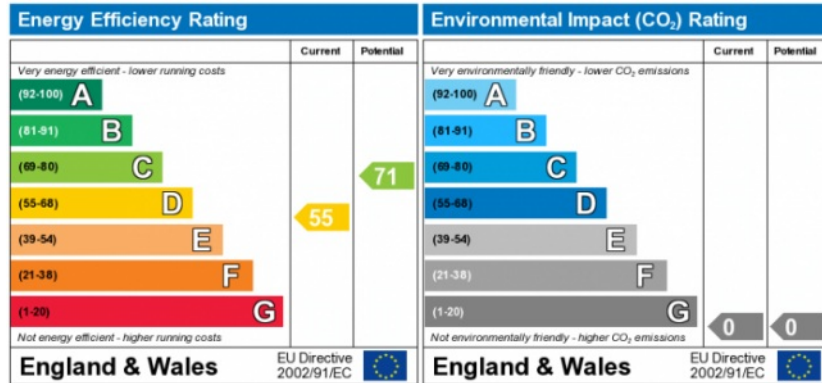 Energy Efficiency Rating
Current Potential
Very energy efficient - lower running costs
(92-100) A
(81-91) B
(69-80) C
71
(55-68) D
55
(39-54) E
(21-38) F
(1-20) G
Not energy efficient - higher running costs
England & Wales
EU Directive
2002/91/EC
Environmental Impact (CO₂) Rating
Current Potential
Very environmentally friendly - lower CO₂ emissions
(92-100) A
(81-91) B
(69-80) C
(55-68) D
(39-54) E
(21-38) F
(1-20) G
0 0
Not environmentally friendly - higher CO₂ emissions
England & Wales
EU Directive
2002/91/EC